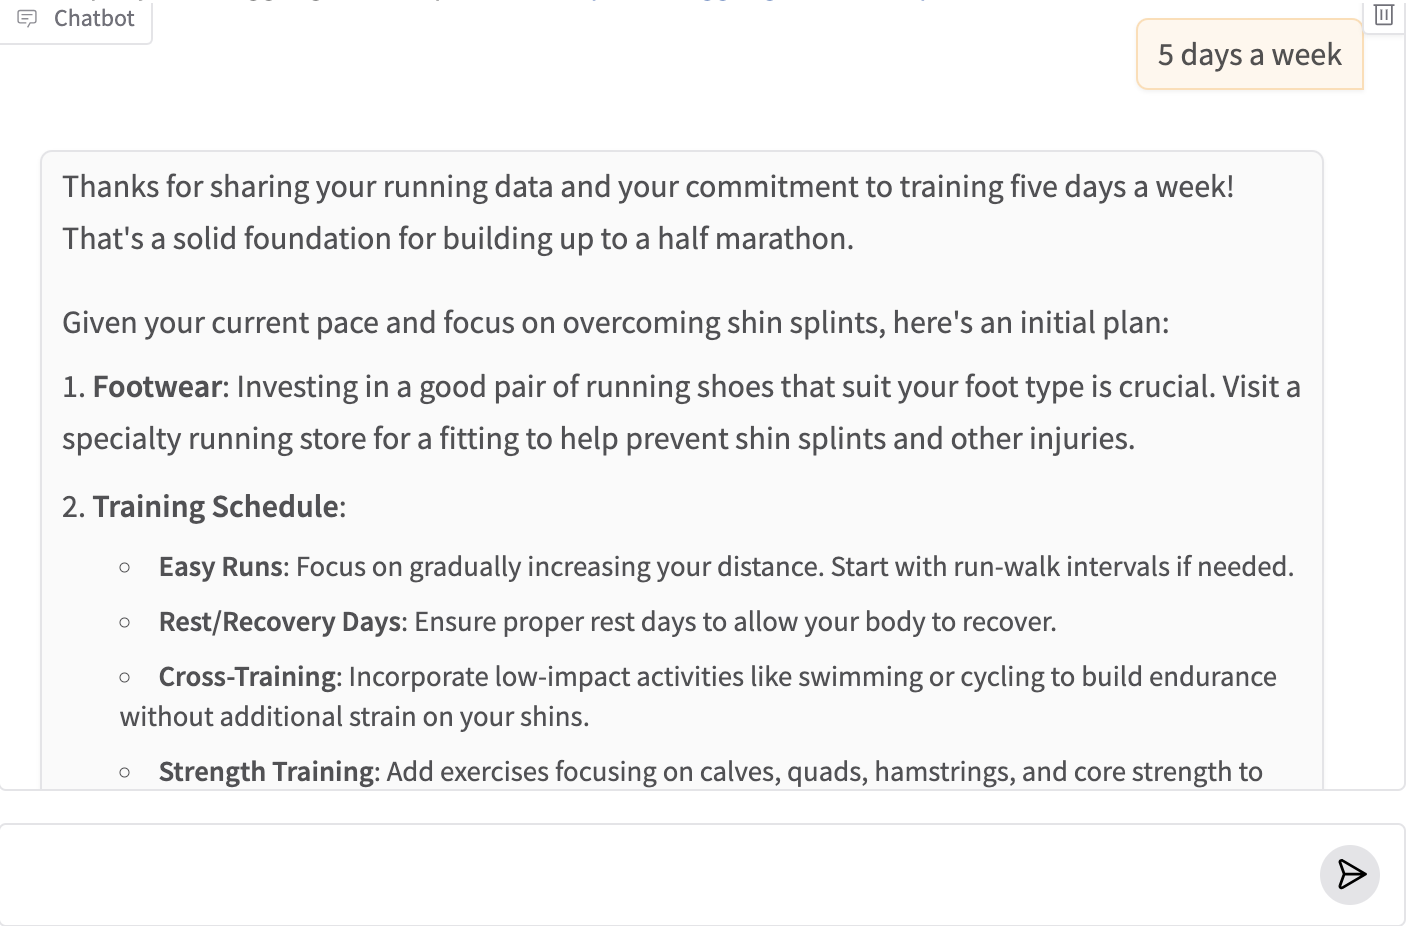 Chatbot
5 days a week
Thanks for sharing your running data and your commitment to training five days a week!
That's a solid foundation for building up to a half marathon.
Given your current pace and focus on overcoming shin splints, here's an initial plan:
1. Footwear: Investing in a good pair of running shoes that suit your foot type is crucial. Visit a
specialty running store for a fitting to help prevent shin splints and other injuries.
2. Training Schedule:
Easy Runs: Focus on gradually increasing your distance. Start with run-walk intervals if needed.
Rest/Recovery Days: Ensure proper rest days to allow your body to recover.
Cross-Training: Incorporate low-impact activities like swimming or cycling to build endurance
without additional strain on your shins.
Strength Training: Add exercises focusing on calves, quads, hamstrings, and core strength to